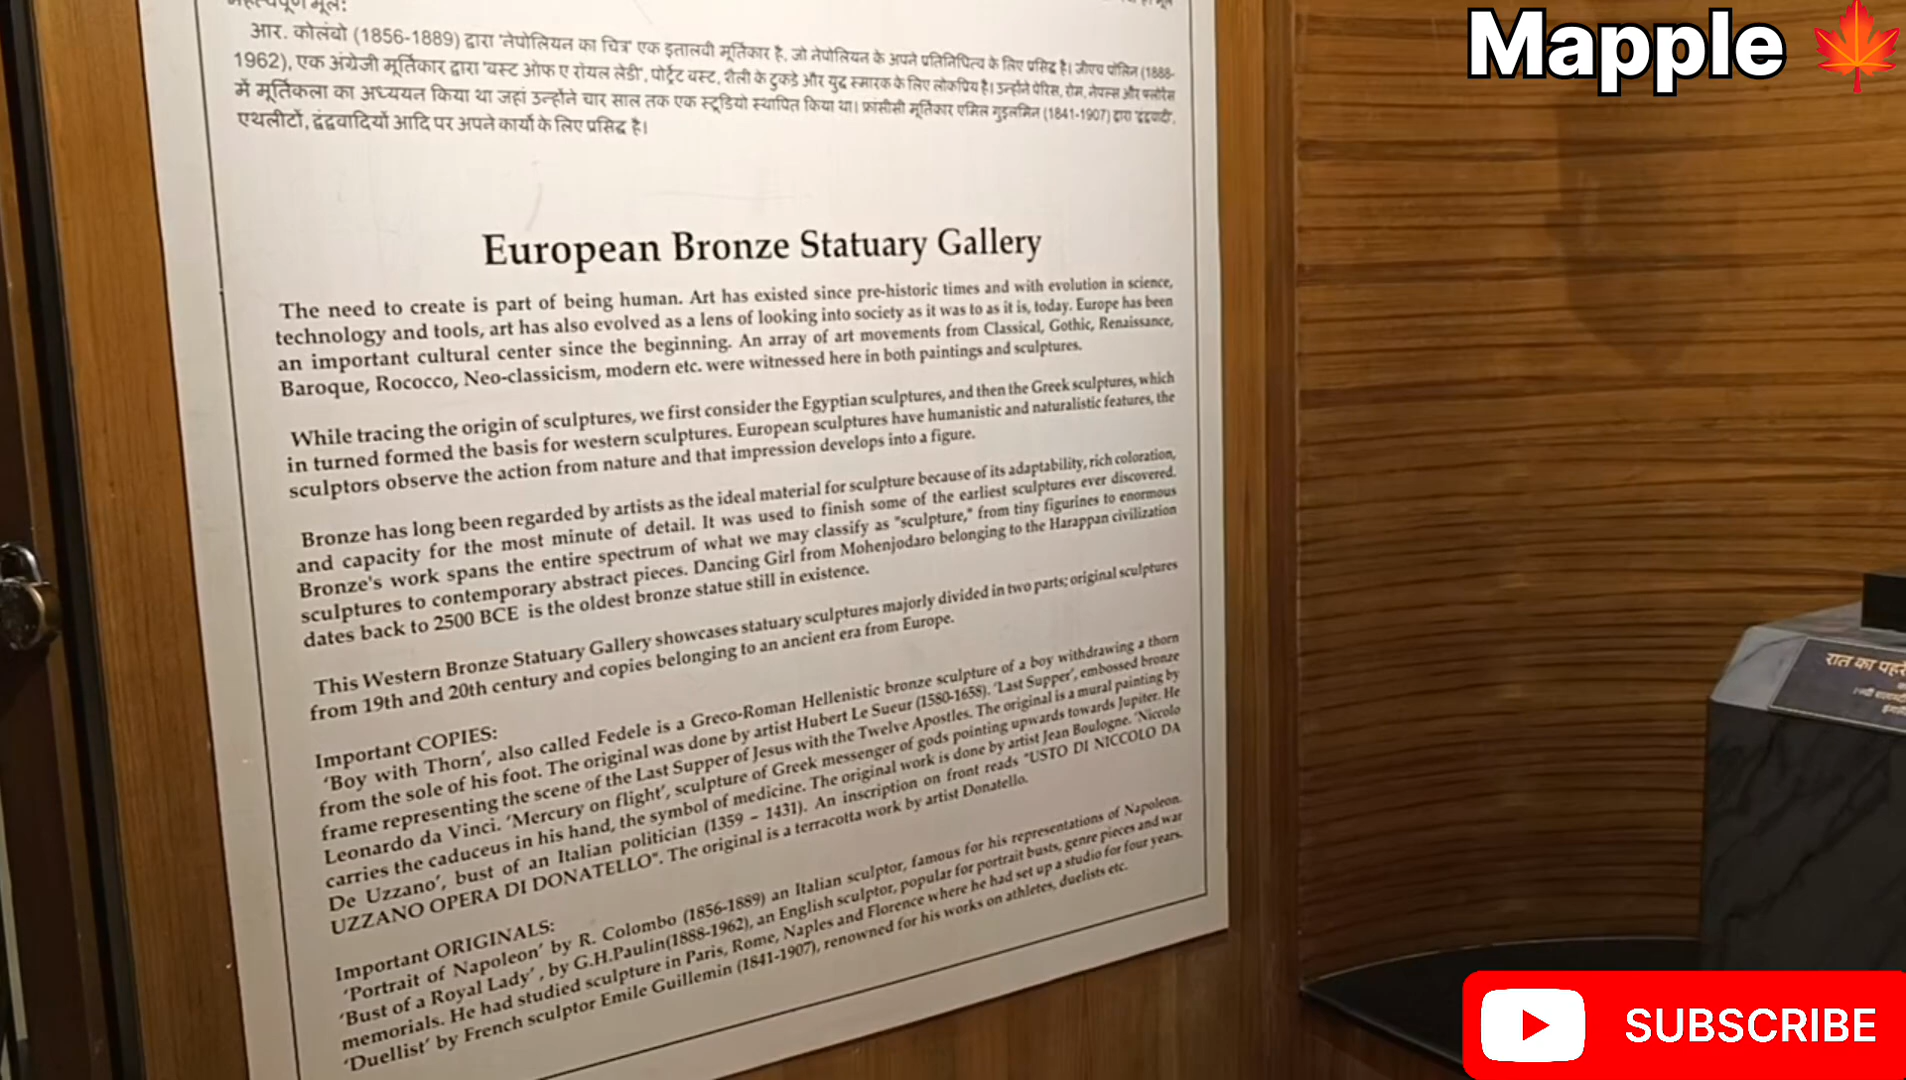 महत्वपूर्ण मूल:
आर. कोलंबो (1856-1889) द्वारा 'नेपोलियन का चित्र' एक इतालवी मूर्तिकार है, जो नेपोलियन के अपने प्रतिनिधित्व के लिए प्रसिद्ध है। जीएच पॉलिन (1888-
1962), एक अंग्रेजी मूर्तिकार द्वारा 'बस्ट ओफ ए रॉयल लेडी', पोर्ट्रेट बस्ट, शैली के टुकड़े और युद्ध स्मारक के लिए लोकप्रिय है। उन्होंने पेरिस, रोम, नेपल्स और फ्लोरेंस
में मूर्तिकला का अध्ययन किया था जहां उन्होंने चार साल तक एक स्टूडियो स्थापित किया था। फ्रांसीसी मूर्तिकार एमिल गुइलमिन (1841-1907) द्वारा 'द्वंद्ववादी',
एथलीटों, द्वंद्ववादियों आदि पर अपने कार्यो के लिए प्रसिद्ध है।
European Bronze Statuary Gallery
The need to create is part of being human. Art has existed since pre-historic times and with evolution in science,
technology and tools, art has also evolved as a lens of looking into society as it was to as it is, today. Europe has been
an important cultural center since the beginning. An array of art movements from Classical, Gothic, Renaissance,
Baroque, Rococco, Neo-classicism, modern etc. were witnessed here in both paintings and sculptures.
While tracing the origin of sculptures, we first consider the Egyptian sculptures, and then the Greek sculptures, which
in turned formed the basis for western sculptures. European sculptures have humanistic and naturalistic features, the
sculptors observe the action from nature and that impression develops into a figure.
Bronze has long been regarded by artists as the ideal material for sculpture because of its adaptability, rich coloration,
and capacity for the most minute of detail. It was used to finish some of the earliest sculptures ever discovered.
Bronze's work spans the entire spectrum of what we may classify as "sculpture," from tiny figurines to enormous
sculptures to contemporary abstract pieces. Dancing Girl from Mohenjodaro belonging to the Harappan civilization
dates back to 2500 BCE is the oldest bronze statue still in existence.
This Western Bronze Statuary Gallery showcases statuary sculptures majorly divided in two parts; original sculptures
from 19th and 20th century and copies belonging to an ancient era from Europe.
Important COPIES:
'Boy with Thorn', also called Fedele is a Greco-Roman Hellenistic bronze sculpture of a boy withdrawing a thorn
from the sole of his foot. The original was done by artist Hubert Le Sueur (1580-1658). 'Last Supper', embossed bronze
frame representing the scene of the Last Supper of Jesus with the Twelve Apostles. The original is a mural painting by
Leonardo da Vinci. 'Mercury on flight', sculpture of Greek messenger of gods pointing upwards towards Jupiter. He
carries the caduceus in his hand, the symbol of medicine. The original work is done by artist Jean Boulogne. 'Niccolo
De Uzzano', bust of an Italian politician (1359 – 1431). An inscription on front reads "USTO DI NICCOLO DA
UZZANO OPERA DI DONATELLO". The original is a terracotta work by artist Donatello.
Important ORIGINALS:
'Portrait of Napoleon' by R. Colombo (1856-1889) an Italian sculptor, famous for his representations of Napoleon.
'Bust of a Royal Lady' , by G.H.Paulin(1888-1962), an English sculptor, popular for portrait busts, genre pieces and war
memorials. He had studied sculpture in Paris, Rome, Naples and Florence where he had set up a studio for four years.
'Duellist' by French sculptor Emile Guillemin (1841-1907), renowned for his works on athletes, duelists etc.
Mapple
रात का पहरे
SUBSCRIBE